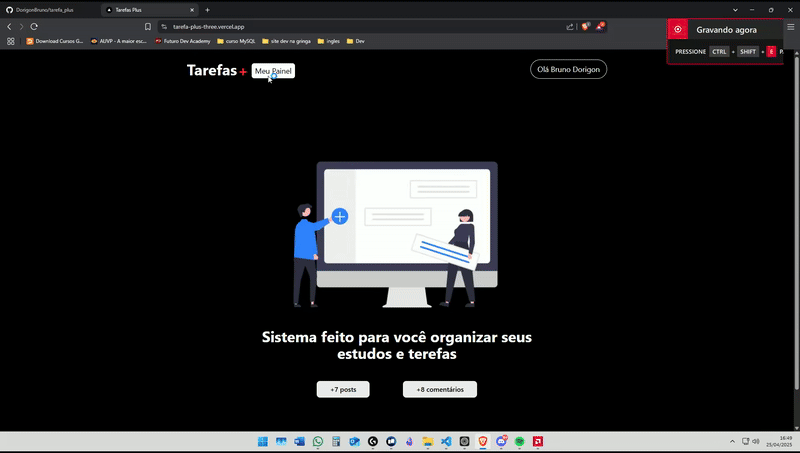 DorigonBruno/tarefa_plus
Tarefas Plus
tarefa-plus-three.vercel.app
Download Cursos G...
AUVP - A maior esc...
Futuro Dev Academy
curso MySQL
site dev na gringa
ingles
Dev
Gravando agora
PRESSIONE CTRL + SHIFT + E
Tarefas+
Meu Painel
Olá Bruno Dorigon
Sistema feito para você organizar seus
estudos e terefas
+7 posts
+8 comentários
16:49
25/04/2025